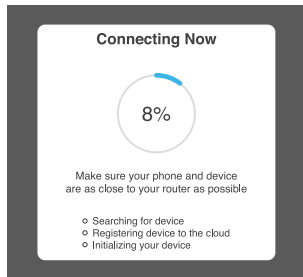 Connecting Now
8%
Make sure your phone and device
are as close to your router as possible
Searching for device
Registering device to the cloud
Initializing your device